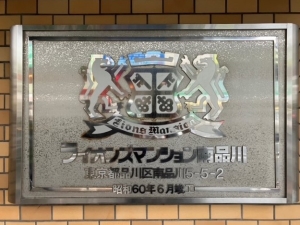 Lions Mansion
ライオンズマンション南品川
東京都品川区南品川5-5-2
昭和60年6月竣工